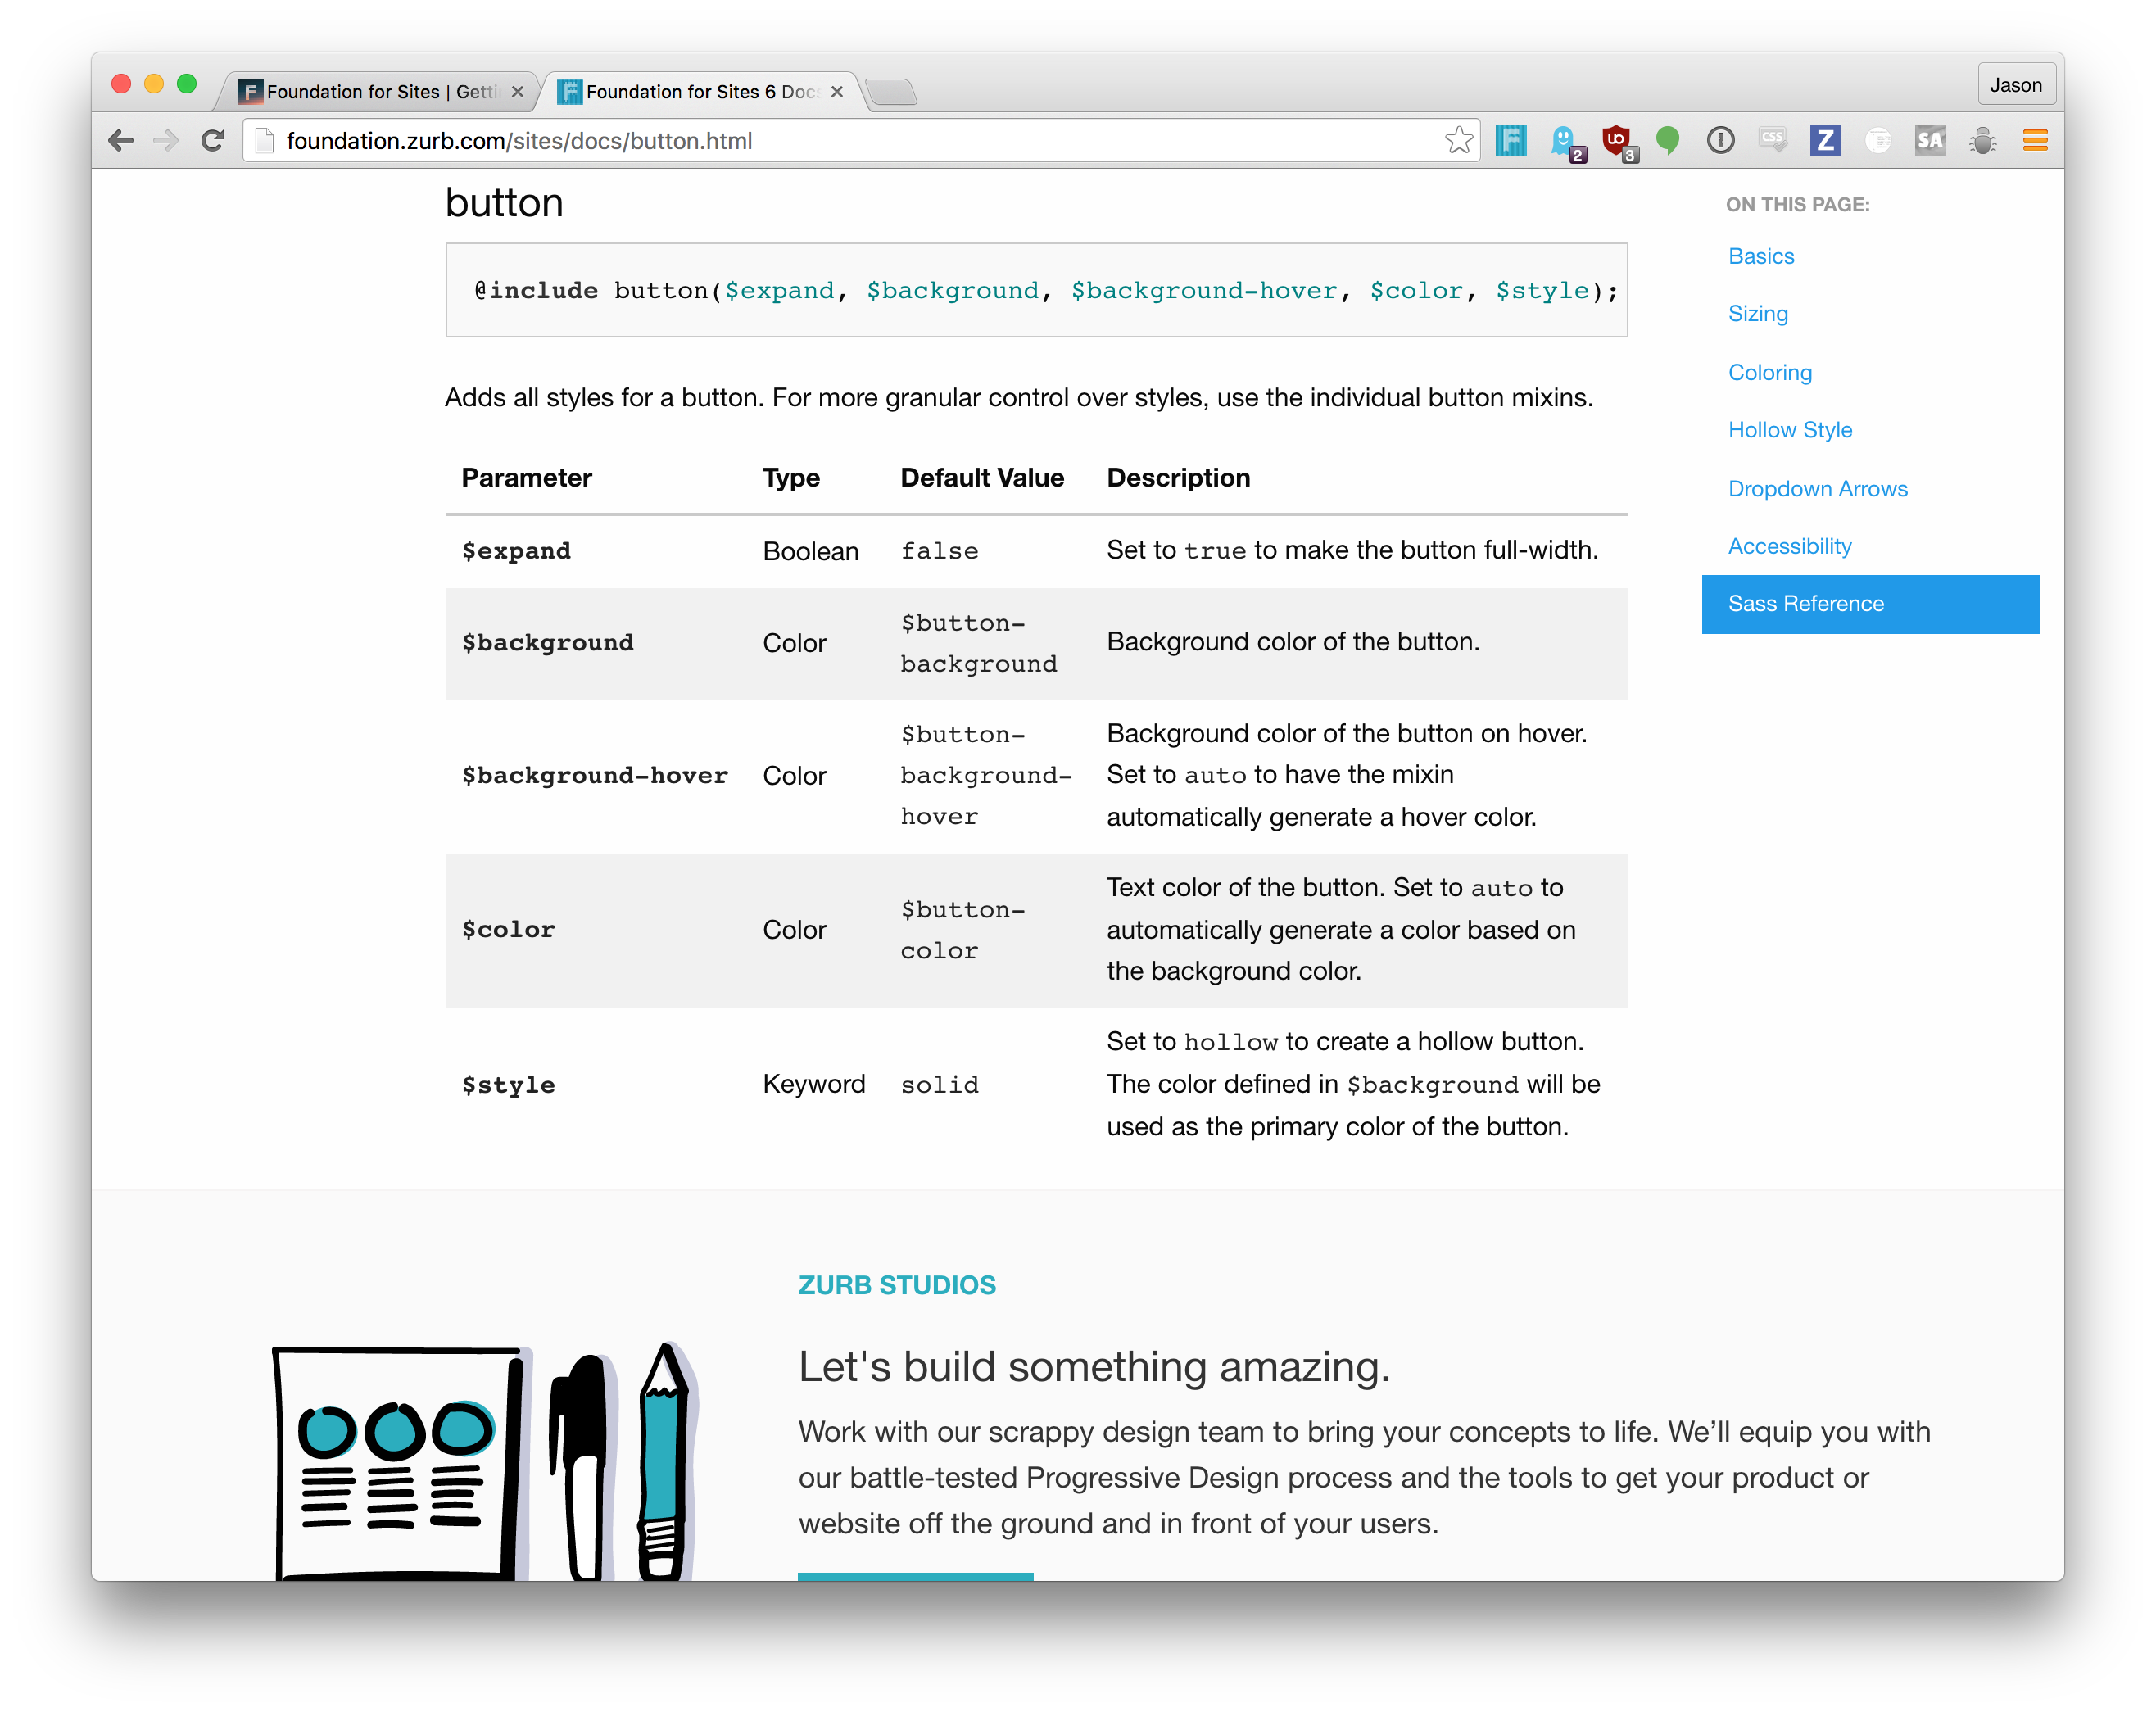 Foundation for Sites | Getti
Foundation for Sites 6 Doc
Jason
foundation.zurb.com/sites/docs/button.html
2
3
CSS
Z
SA
button
@include button($expand, $background, $background-hover, $color, $style);
Adds all styles for a button. For more granular control over styles, use the individual button mixins.
Parameter Type Default Value Description
$expand Boolean false Set to true to make the button full-width.
$background Color $button-
background Background color of the button.
$background-hover Color $button-
background-
hover Background color of the button on hover.
Set to auto to have the mixin
automatically generate a hover color.
$color Color $button-
color Text color of the button. Set to auto to
automatically generate a color based on
the background color.
$style Keyword solid Set to hollow to create a hollow button.
The color defined in $background will be
used as the primary color of the button.
ON THIS PAGE:
Basics
Sizing
Coloring
Hollow Style
Dropdown Arrows
Accessibility
Sass Reference
ZURB STUDIOS
Let's build something amazing.
Work with our scrappy design team to bring your concepts to life. We’ll equip you with
our battle-tested Progressive Design process and the tools to get your product or
website off the ground and in front of your users.